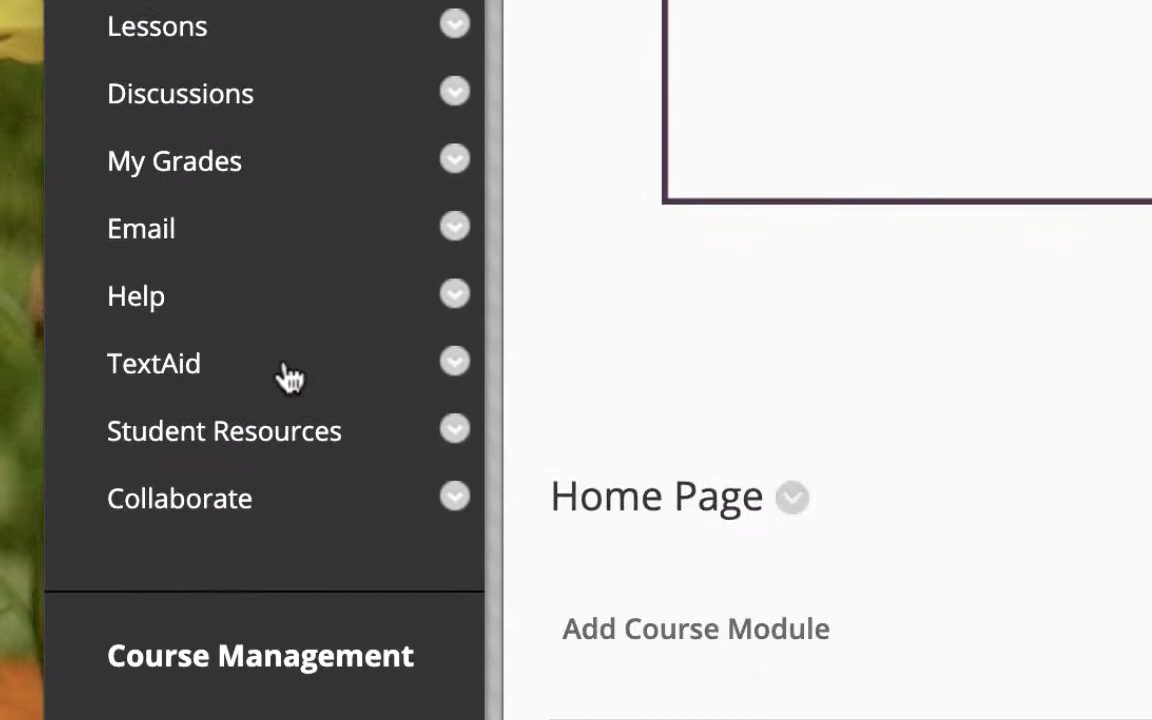 Lessons
Discussions
My Grades
Email
Help
TextAid
Student Resources
Collaborate
Course Management
Home Page
Add Course Module